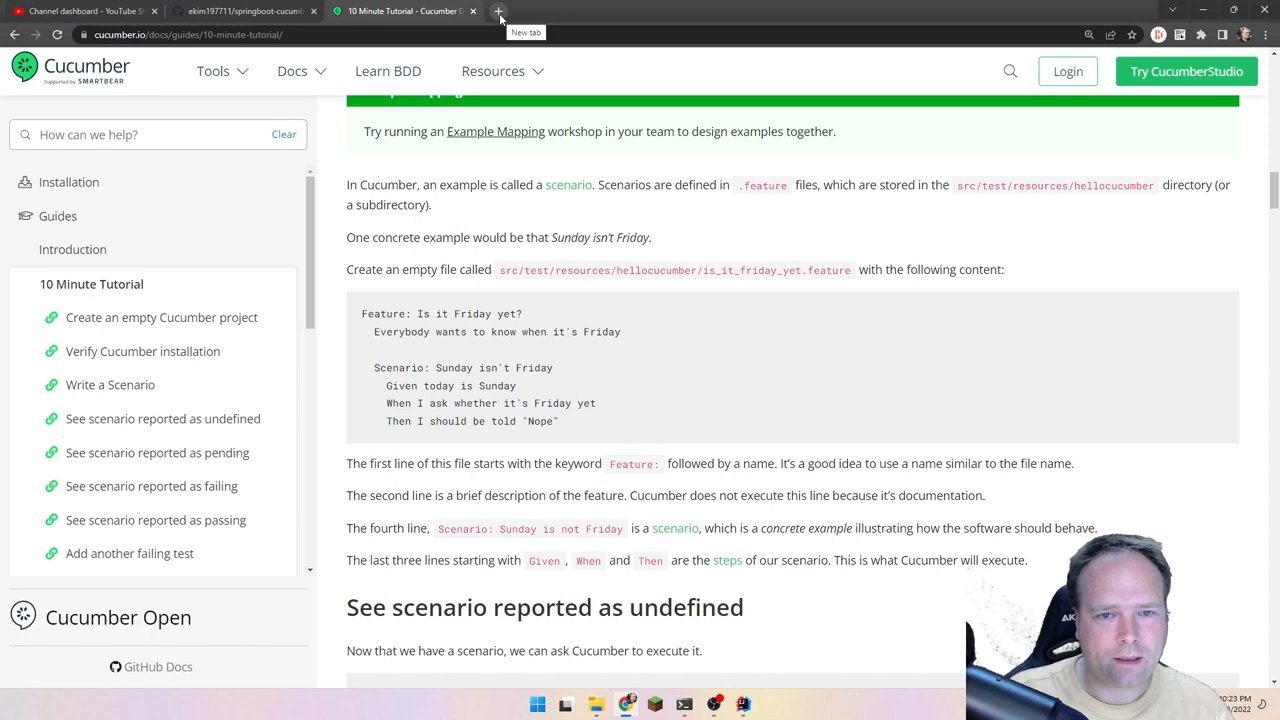 Channel dashboard - YouTube S
ekim197711/springboot-cucum
10 Minute Tutorial - Cucumber D
New tab
cucumber.io/docs/guides/10-minute-tutorial/
Cucumber
Supported by SMARTBEAR
Tools
Docs
Learn BDD
Resources
Login
Try CucumberStudio
How can we help?
Clear
Installation
Guides
Introduction
10 Minute Tutorial
Create an empty Cucumber project
Verify Cucumber installation
Write a Scenario
See scenario reported as undefined
See scenario reported as pending
See scenario reported as failing
See scenario reported as passing
Add another failing test
Cucumber Open
GitHub Docs
Try running an Example Mapping workshop in your team to design examples together.
In Cucumber, an example is called a scenario. Scenarios are defined in .feature files, which are stored in the src/test/resources/hellocucumber directory (or
a subdirectory).
One concrete example would be that Sunday isn't Friday.
Create an empty file called src/test/resources/hellocucumber/is_it_friday_yet.feature with the following content:
Feature: Is it Friday yet?
Everybody wants to know when it's Friday
Scenario: Sunday isn't Friday
Given today is Sunday
When I ask whether it's Friday yet
Then I should be told "Nope"
The first line of this file starts with the keyword Feature: followed by a name. It's a good idea to use a name similar to the file name.
The second line is a brief description of the feature. Cucumber does not execute this line because it's documentation.
The fourth line, Scenario: Sunday is not Friday is a scenario, which is a concrete example illustrating how the software should behave.
The last three lines starting with Given, When and Then are the steps of our scenario. This is what Cucumber will execute.
See scenario reported as undefined
Now that we have a scenario, we can ask Cucumber to execute it.
AK
0:23 PM
/2022